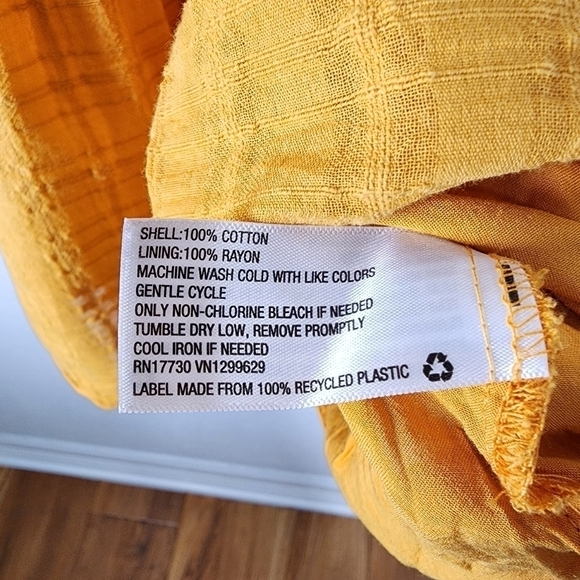 SHELL:100% COTTON
LINING:100% RAYON
MACHINE WASH COLD WITH LIKE COLORS
GENTLE CYCLE
ONLY NON-CHLORINE BLEACH IF NEEDED
TUMBLE DRY LOW, REMOVE PROMPTLY
COOL IRON IF NEEDED
RN17730 VN1299629
LABEL MADE FROM 100% RECYCLED PLASTIC